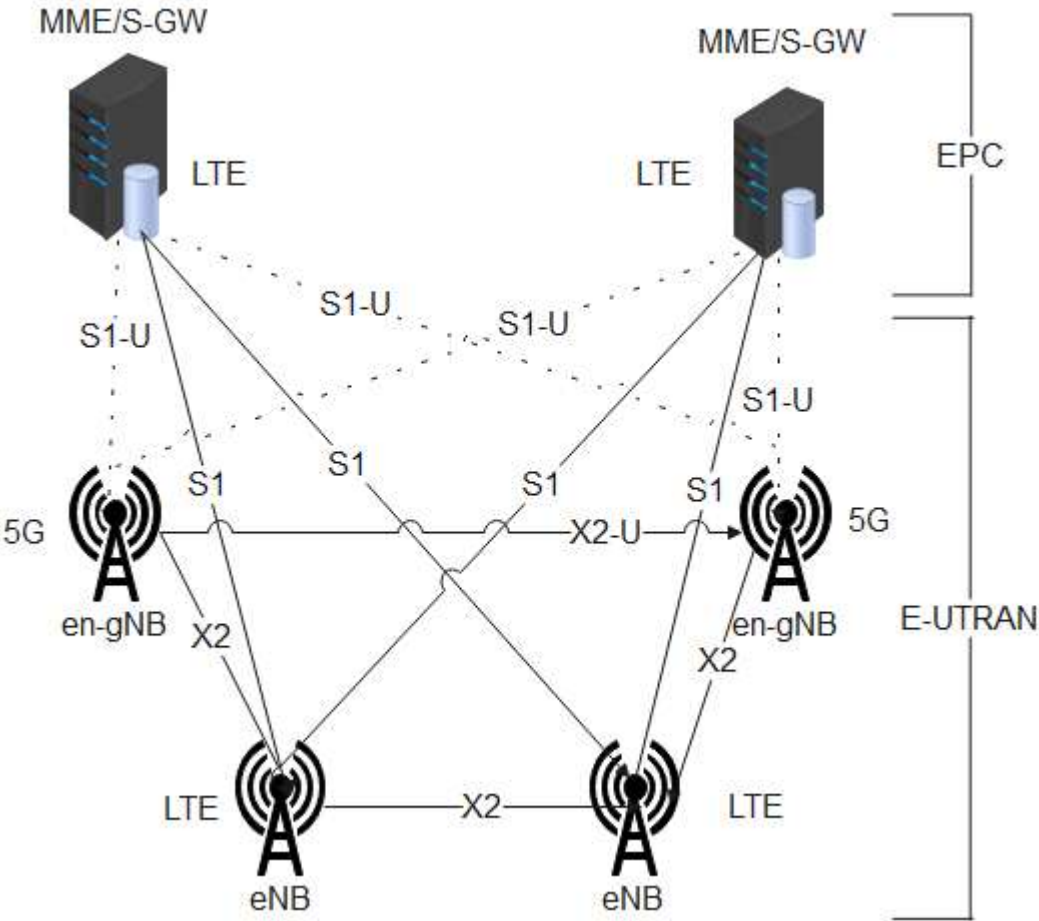 MME/S-GW
MME/S-GW
LTE
LTE
EPC
S1-U
S1-U
S1-U
S1-U
S1
S1
S1
S1
5G
X2-U
5G
en-gNB
en-gNB
E-UTRAN
X2
X2
LTE
X2
LTE
eNB
eNB